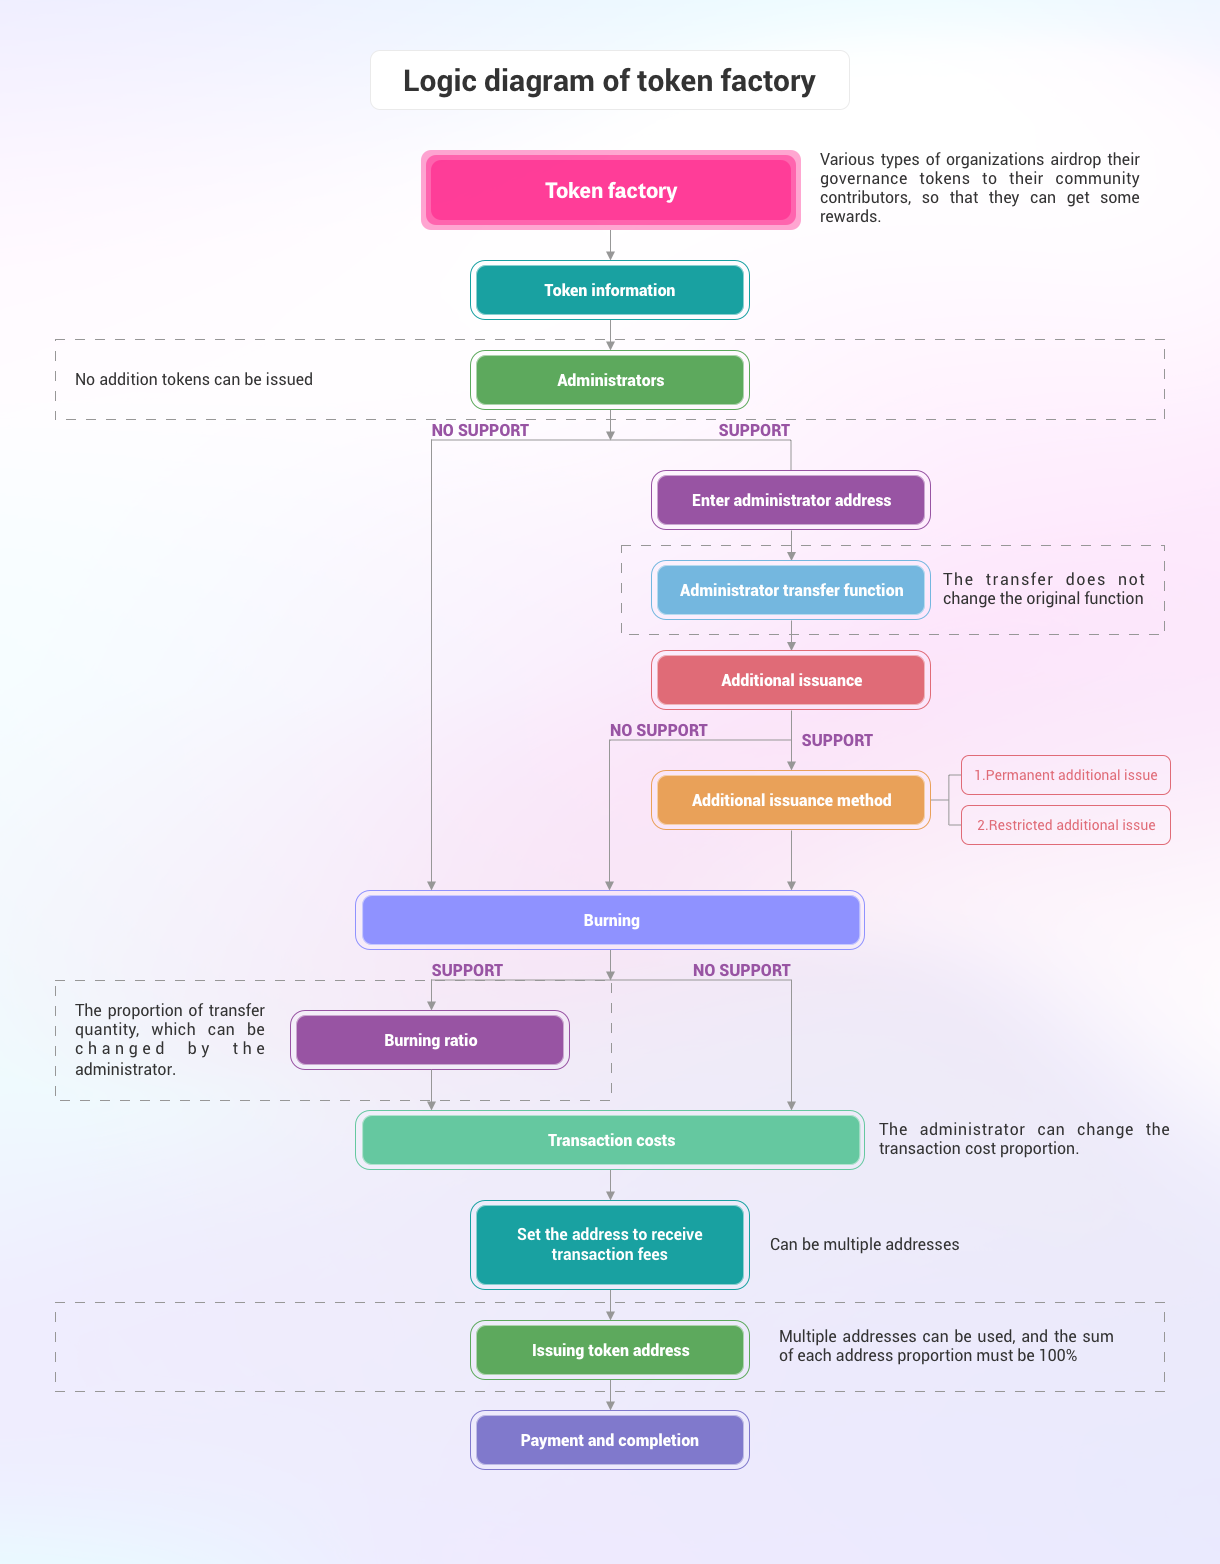 Logic diagram of token factory
Token factory
Various types of organizations airdrop their
governance tokens to their community
contributors, so that they can get some
rewards.
Token information
No addition tokens can be issued
Administrators
NO SUPPORT
SUPPORT
Enter administrator address
Administrator transfer function
The transfer does not
change the original function
Additional issuance
NO SUPPORT
SUPPORT
Additional issuance method
1.Permanent additional issue
2.Restricted additional issue
Burning
SUPPORT
NO SUPPORT
The proportion of transfer
quantity, which can be
changed by the
administrator.
Burning ratio
Transaction costs
The administrator can change the
transaction cost proportion.
Set the address to receive
transaction fees
Can be multiple addresses
Issuing token address
Multiple addresses can be used, and the sum
of each address proportion must be 100%
Payment and completion